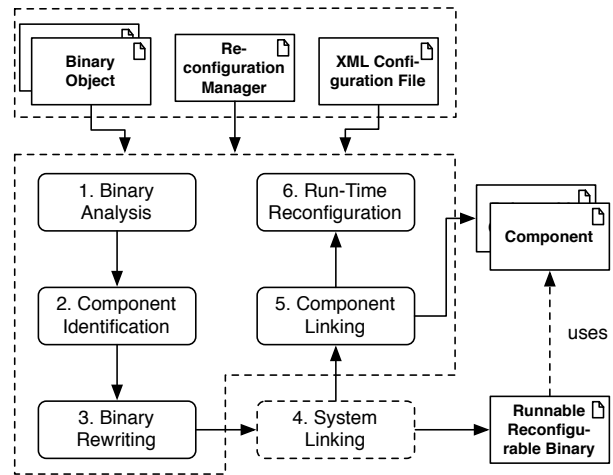 Binary
Object
Re-
configuration
Manager
XML Confi-
guration File
1. Binary
Analysis
6. Run-Time
Reconfiguration
Component
2. Component
Identification
5. Component
Linking
uses
3. Binary
Rewriting
4. System
Linking
Runnable
Reconfigu-
rable Binary